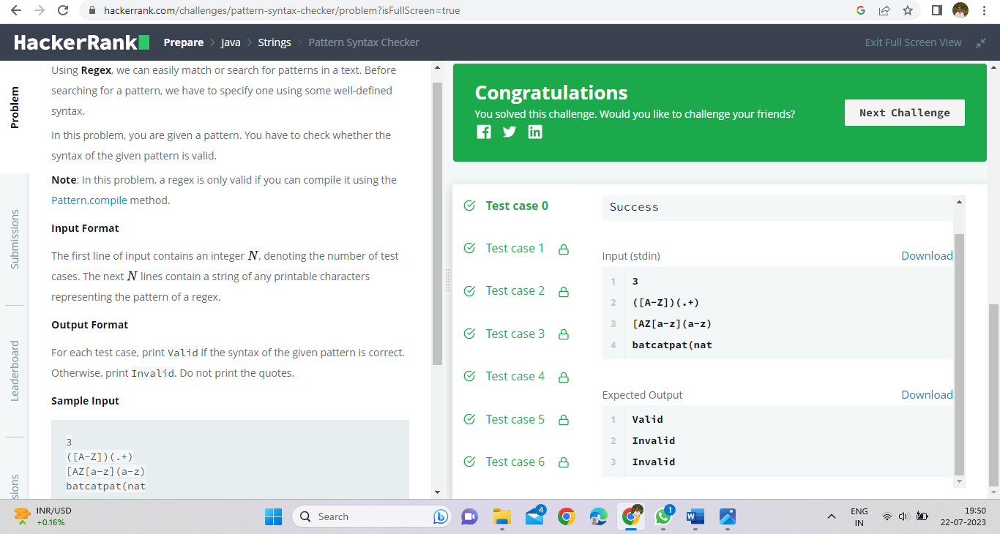 hackerrank.com/challenges/pattern-syntax-checker/problem?isFullScreen=true
HackerRank
Prepare > Java > Strings > Pattern Syntax Checker
Exit Full Screen View
Problem
Submissions
Leaderboard
sions
Using Regex, we can easily match or search for patterns in a text. Before
searching for a pattern, we have to specify one using some well-defined
syntax.
In this problem, you are given a pattern. You have to check whether the
syntax of the given pattern is valid.
Note: In this problem, a regex is only valid if you can compile it using the
Pattern.compile method.
Input Format
The first line of input contains an integer N, denoting the number of test
cases. The next N lines contain a string of any printable characters
representing the pattern of a regex.
Output Format
For each test case, print Valid if the syntax of the given pattern is correct.
Otherwise, print Invalid. Do not print the quotes.
Sample Input
3
([A-Z])(.+)
[AZ[a-z](a-z)
batcatpat(nat
Congratulations
You solved this challenge. Would you like to challenge your friends?
Next Challenge
Test case 0
Test case 1
Test case 2
Test case 3
Test case 4
Test case 5
Test case 6
Success
Input (stdin)
Download
1 3
2 ([A-Z])(.+)
3 [AZ[a-z](a-z)
4 batcatpat(nat
Expected Output
Download
1 Valid
2 Invalid
3 Invalid
INR/USD
+0.16%
Search
4
1
ENG
IN
19:50
22-07-2023